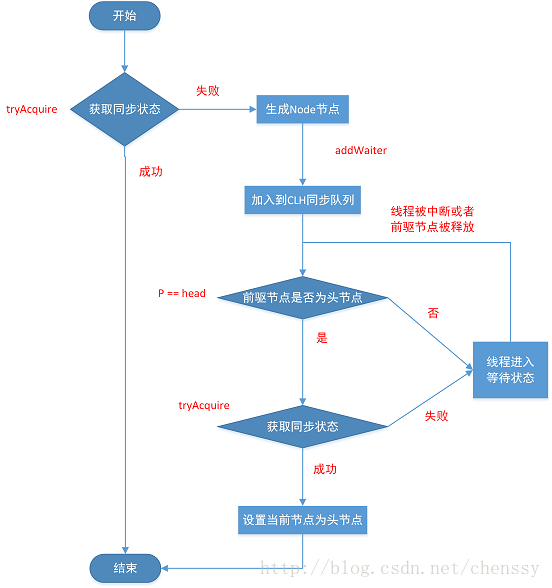 开始
tryAcquire
获取同步状态
失败
生成Node节点
成功
addWaiter
加入到CLH同步队列
线程被中断或者
前驱节点被释放
P == head
前驱节点是否为头节点
否
是
线程进入
等待状态
tryAcquire
获取同步状态
失败
成功
设置当前节点为头节点
结束
http://blog.csdn.net/chenssy